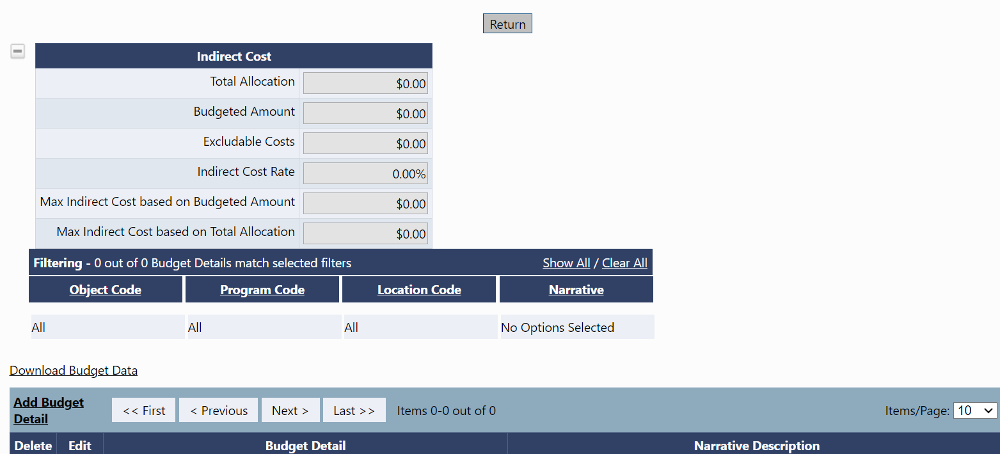 Return
Indirect Cost
Total Allocation $0.00
Budgeted Amount $0.00
Excludable Costs $0.00
Indirect Cost Rate 0.00%
Max Indirect Cost based on Budgeted Amount $0.00
Max Indirect Cost based on Total Allocation $0.00
Filtering - 0 out of 0 Budget Details match selected filters Show All / Clear All
Object Code Program Code Location Code Narrative
All All All No Options Selected
Download Budget Data
Add Budget
Detail
<< First < Previous Next > Last >> Items 0-0 out of 0 Items/Page: 10
Delete Edit Budget Detail Narrative Description